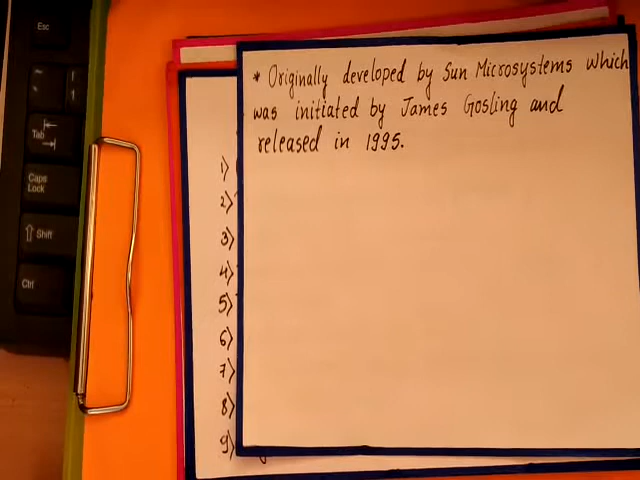 Esc
Tab
Caps
Lock
Shift
Ctrl
* Originally developed by Sun Microsystems which
was initiated by James Gosling and
released in 1995.
1)
2)
3)
4)
5)
6)
7)
8)
9)